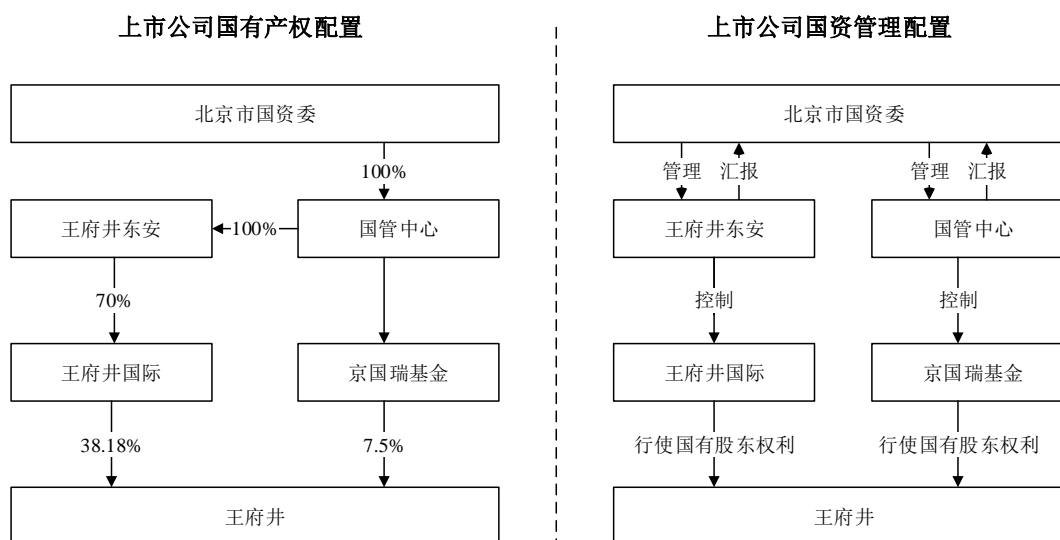 上市公司国有产权配置
北京市国资委
100%
王府井东安
100%
国管中心
70%
王府井国际
京国瑞基金
38.18%
7.5%
王府井
上市公司国资管理配置
北京市国资委
管理
汇报
管理
汇报
王府井东安
国管中心
控制
控制
王府井国际
京国瑞基金
行使国有股东权利
行使国有股东权利
王府井